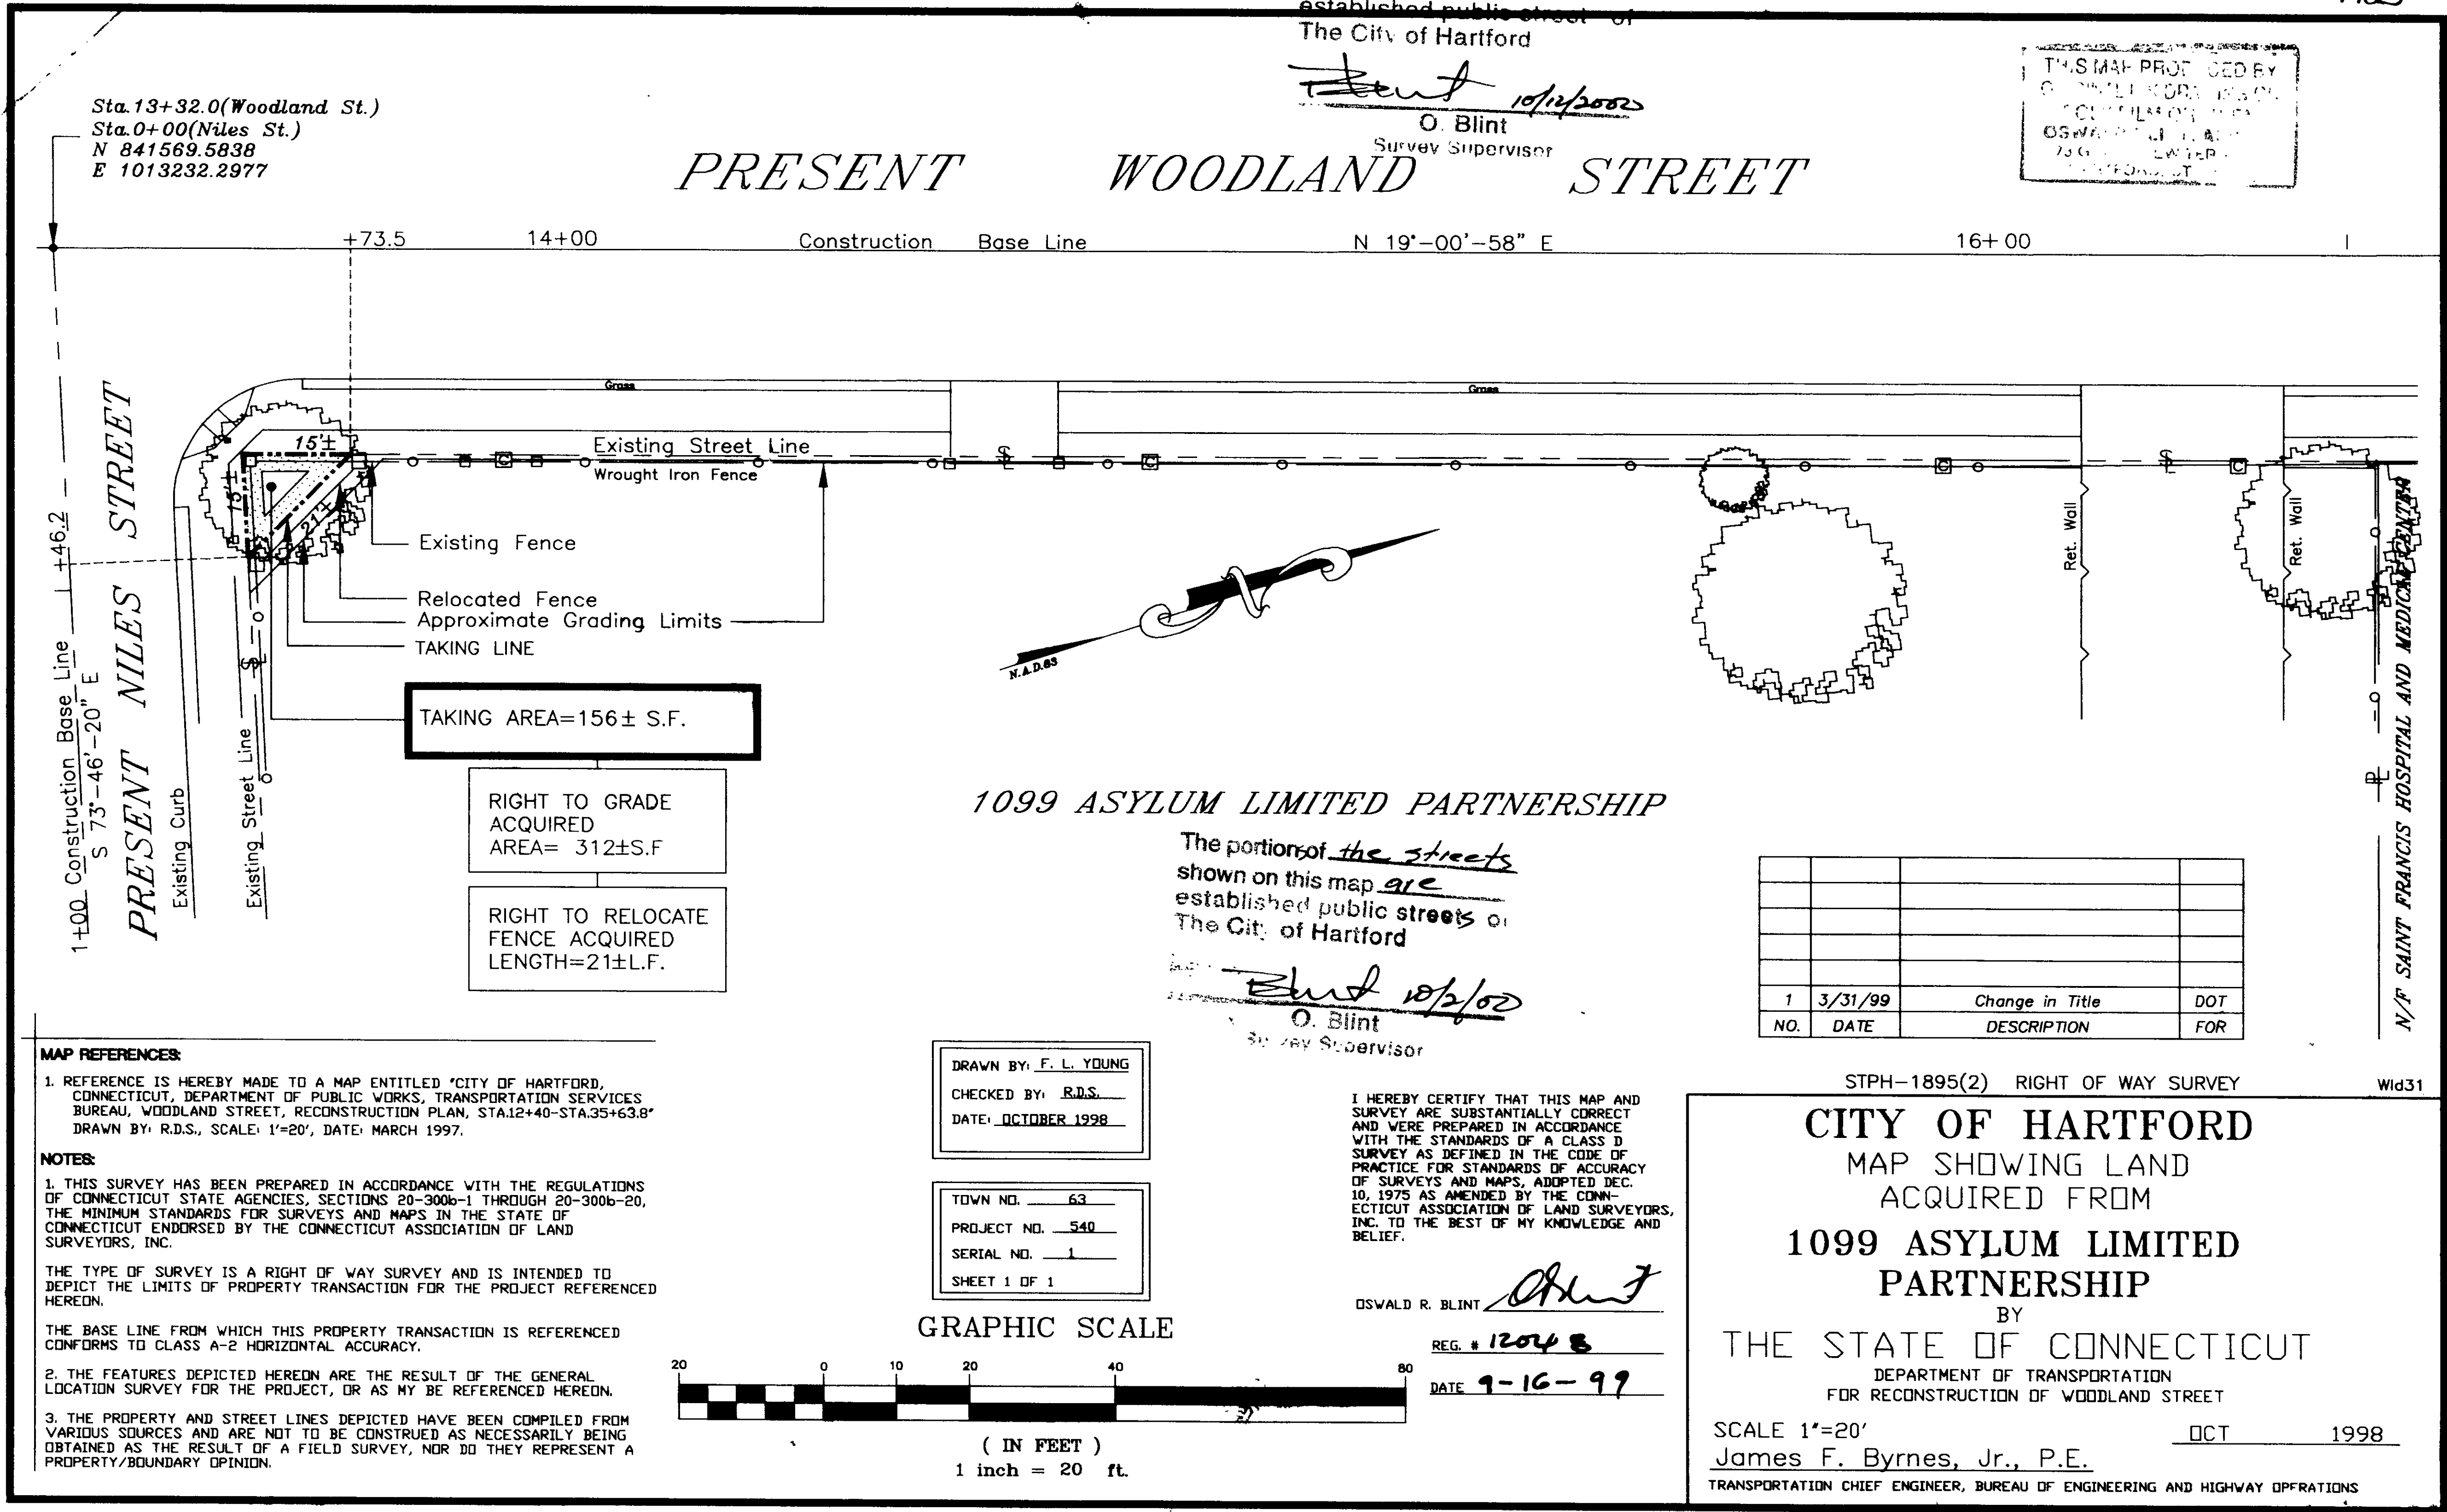 established public street of
The City of Hartford
Blint 10/12/2000
O. Blint
Survey Supervisor
THIS MAP PRODUCED BY
Sta.13+32.0(Woodland St.)
Sta.0+00(Niles St.)
N 841569.5838
E 1013232.2977
PRESENT WOODLAND STREET
+73.5
14+00
Construction Base Line
N 19°-00'-58" E
16+00
Grass
Grass
15'±
15'±
21'±
Existing Street Line
Wrought Iron Fence
Existing Fence
Relocated Fence
Approximate Grading Limits
TAKING LINE
N.A.D.83
Ret. Wall
Ret. Wall
+46.2
1+00 Construction Base Line
S 73°-46'-20" E
PRESENT NILES STREET
Existing Curb
Existing Street Line
TAKING AREA=156± S.F.
RIGHT TO GRADE
ACQUIRED
AREA= 312±S.F
RIGHT TO RELOCATE
FENCE ACQUIRED
LENGTH=21±L.F.
1099 ASYLUM LIMITED PARTNERSHIP
The portions of the streets
shown on this map are
established public streets of
The City of Hartford
Blint 10/2/00
O. Blint
Survey Supervisor
N/F SAINT FRANCIS HOSPITAL AND MEDICAL CENTER
1 3/31/99 Change in Title DOT
NO. DATE DESCRIPTION FOR
STPH-1895(2) RIGHT OF WAY SURVEY
Wld31
MAP REFERENCES:
1. REFERENCE IS HEREBY MADE TO A MAP ENTITLED "CITY OF HARTFORD,
CONNECTICUT, DEPARTMENT OF PUBLIC WORKS, TRANSPORTATION SERVICES
BUREAU, WOODLAND STREET, RECONSTRUCTION PLAN, STA.12+40-STA.35+63.8"
DRAWN BY: R.D.S., SCALE: 1"=20', DATE: MARCH 1997.
NOTES:
1. THIS SURVEY HAS BEEN PREPARED IN ACCORDANCE WITH THE REGULATIONS
OF CONNECTICUT STATE AGENCIES, SECTIONS 20-300b-1 THROUGH 20-300b-20,
THE MINIMUM STANDARDS FOR SURVEYS AND MAPS IN THE STATE OF
CONNECTICUT ENDORSED BY THE CONNECTICUT ASSOCIATION OF LAND
SURVEYORS, INC.
THE TYPE OF SURVEY IS A RIGHT OF WAY SURVEY AND IS INTENDED TO
DEPICT THE LIMITS OF PROPERTY TRANSACTION FOR THE PROJECT REFERENCED
HEREON.
THE BASE LINE FROM WHICH THIS PROPERTY TRANSACTION IS REFERENCED
CONFORMS TO CLASS A-2 HORIZONTAL ACCURACY.
2. THE FEATURES DEPICTED HEREON ARE THE RESULT OF THE GENERAL
LOCATION SURVEY FOR THE PROJECT, OR AS MY BE REFERENCED HEREON.
3. THE PROPERTY AND STREET LINES DEPICTED HAVE BEEN COMPILED FROM
VARIOUS SOURCES AND ARE NOT TO BE CONSTRUED AS NECESSARILY BEING
OBTAINED AS THE RESULT OF A FIELD SURVEY, NOR DO THEY REPRESENT A
PROPERTY/BOUNDARY OPINION.
DRAWN BY: F. L. YOUNG
CHECKED BY: R.D.S.
DATE: OCTOBER 1998
TOWN NO. 63
PROJECT NO. 540
SERIAL NO. 1
SHEET 1 OF 1
GRAPHIC SCALE
20 0 10 20 40 80
( IN FEET )
1 inch = 20 ft.
I HEREBY CERTIFY THAT THIS MAP AND
SURVEY ARE SUBSTANTIALLY CORRECT
AND WERE PREPARED IN ACCORDANCE
WITH THE STANDARDS OF A CLASS D
SURVEY AS DEFINED IN THE CODE OF
PRACTICE FOR STANDARDS OF ACCURACY
OF SURVEYS AND MAPS, ADOPTED DEC.
10, 1975 AS AMENDED BY THE CONN-
ECTICUT ASSOCIATION OF LAND SURVEYORS,
INC. TO THE BEST OF MY KNOWLEDGE AND
BELIEF.
OSWALD R. BLINT
REG. # 12048
DATE 9-16-99
CITY OF HARTFORD
MAP SHOWING LAND
ACQUIRED FROM
1099 ASYLUM LIMITED
PARTNERSHIP
BY
THE STATE OF CONNECTICUT
DEPARTMENT OF TRANSPORTATION
FOR RECONSTRUCTION OF WOODLAND STREET
SCALE 1"=20'
OCT 1998
James F. Byrnes, Jr., P.E.
TRANSPORTATION CHIEF ENGINEER, BUREAU OF ENGINEERING AND HIGHWAY OPERATIONS